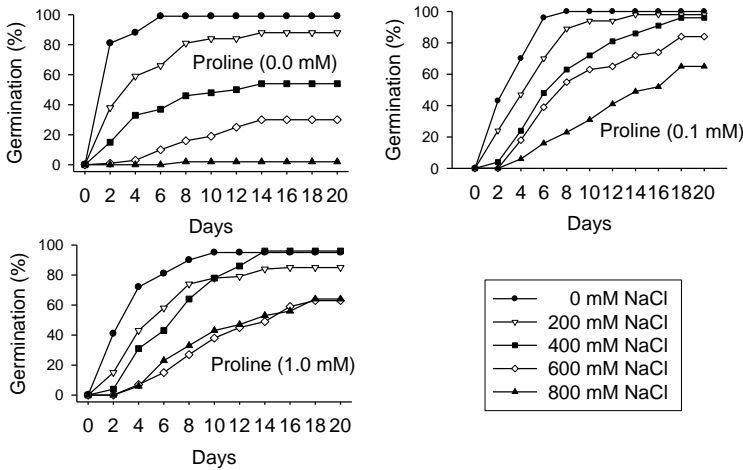 Germination (%)
100
80
60
40
20
0
Proline (0.0 mM)
0 2 4 6 8 10 12 14 16 18 20
Days
Germination (%)
100
80
60
40
20
0
Proline (0.1 mM)
0 2 4 6 8 10 12 14 16 18 20
Days
Germination (%)
100
80
60
40
20
0
Proline (1.0 mM)
0 2 4 6 8 10 12 14 16 18 20
Days
0 mM NaCl
200 mM NaCl
400 mM NaCl
600 mM NaCl
800 mM NaCl